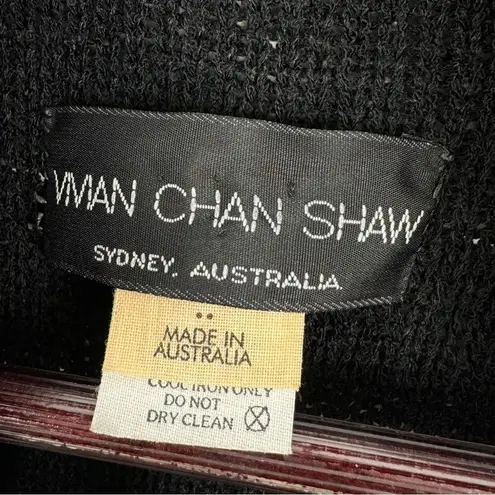 VIVIAN CHAN SHAW
SYDNEY, AUSTRALIA
MADE IN
AUSTRALIA
COOL IRON ONLY
DO NOT
DRY CLEAN